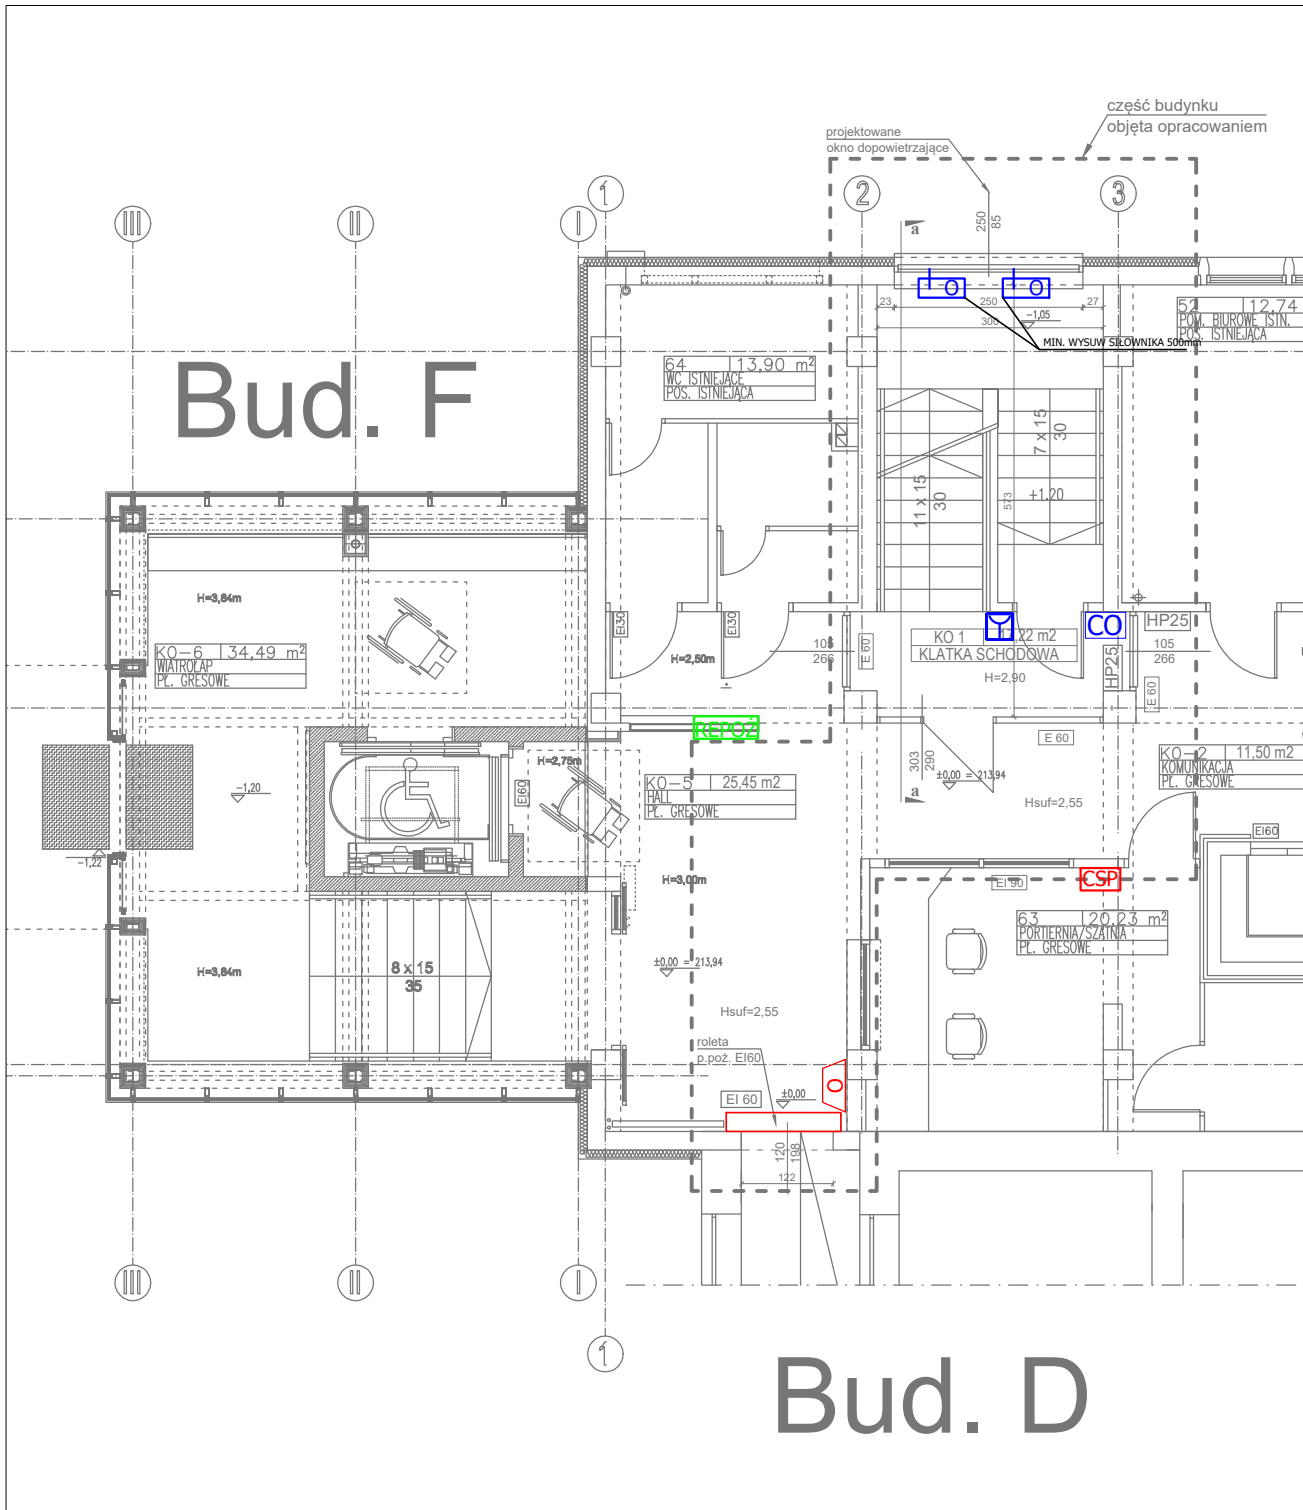 część budynku
objęta opracowaniem
projektowane
okno dopowietrzające
1
2
3
III
II
I
250
85
a
O
O
23
250
27
300
-1,05
MIN. WYSUW SIŁOWNIKA 500mm
52 12,74
POM. BIUROWE ISTN.
POS. ISTNIEJĄCA
64 13,90 m²
WC ISTNIEJĄCE
POS. ISTNIEJĄCA
Bud. F
7 x 15
30
11 x 15
30
573
+1.20
H=3,84m
EI30
EI30
KO-6 34,49 m²
WIATROŁAP
PŁ. GRESOWE
H=2,50m
105
266
E 60
KO 1 17,22 m2
KLATKA SCHODOWA
H=2,90
CO
HP25
HP25
105
266
E 60
REPOŻ
E 60
303
290
±0,00 = 213,94
a
Hsuf=2,55
KO-2 11,50 m²
KOMUNIKACJA
PŁ. GRESOWE
H=2,75m
EI60
KO-5 25,45 m2
HALL
PŁ. GRESOWE
-1,20
-1,22
EI60
H=3,00m
EI 90
CSP
63 20,23 m²
PORTIERNIA/SZATNIA
PŁ. GRESOWE
H=3,84m
8 x 15
35
±0,00 = 213,94
Hsuf=2,55
roleta
p.poż. EI60
O
EI 60
±0,00
120
198
122
III
II
I
1
Bud. D